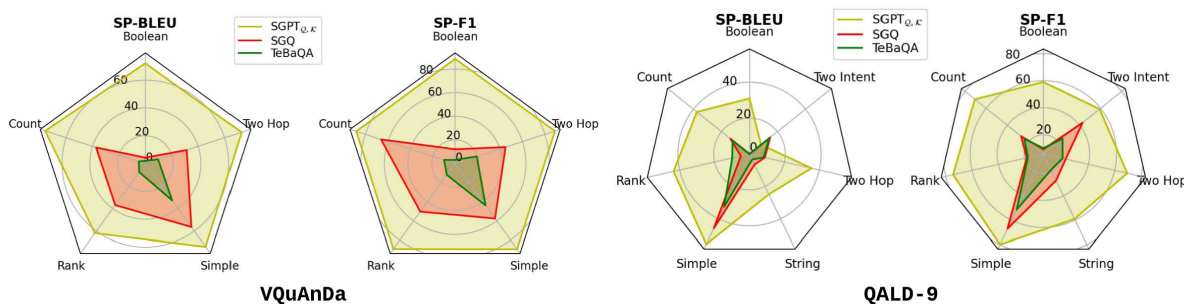 SP-BLEU
Boolean
Two Hop
Simple
Rank
Count
0
20
40
60
SGPT𝒬,𝒦
SGQ
TeBaQA
SP-F1
Boolean
Two Hop
Simple
Rank
Count
0
20
40
60
80
VQuAnDa
SP-BLEU
Boolean
Two Intent
Two Hop
String
Simple
Rank
Count
0
20
40
SGPT𝒬,𝒦
SGQ
TeBaQA
SP-F1
Boolean
Two Intent
Two Hop
String
Simple
Rank
Count
0
20
40
60
80
QALD-9